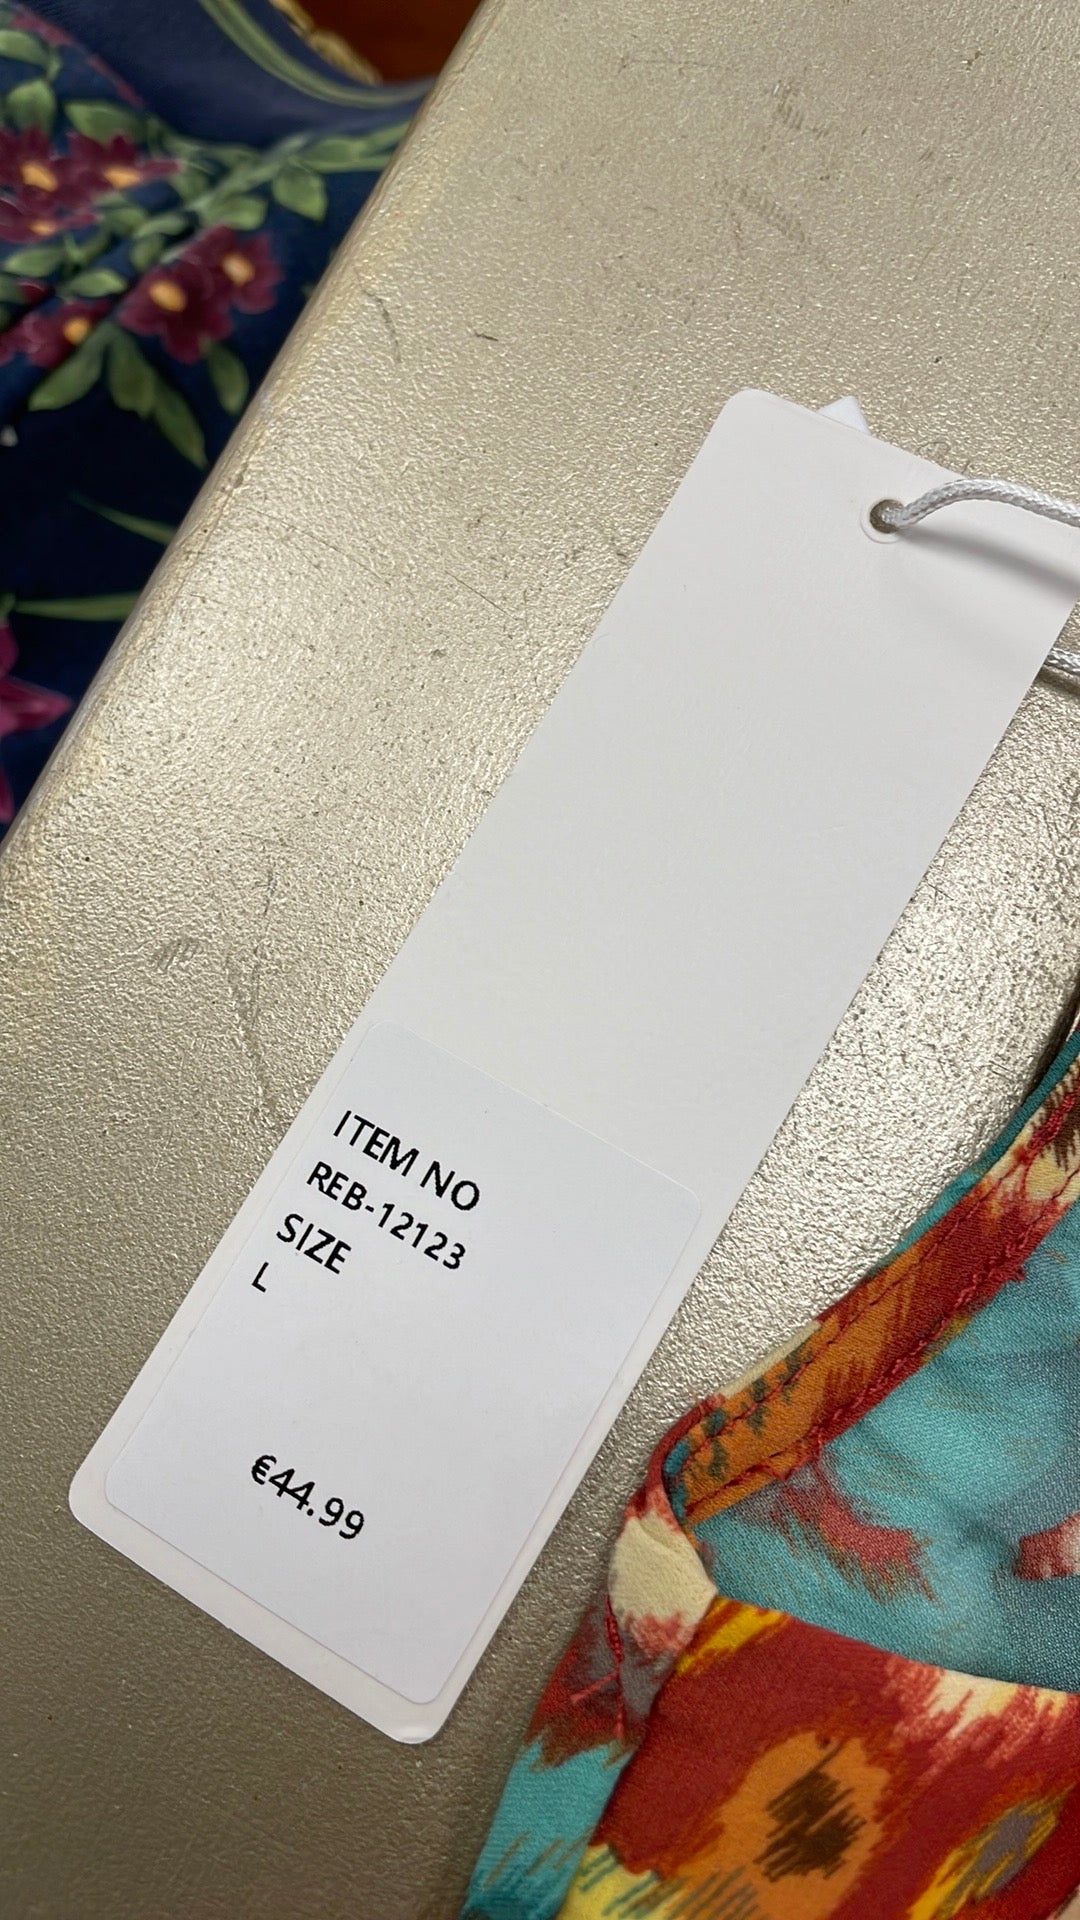 ITEM NO
REB-12123
SIZE
L
€44.99